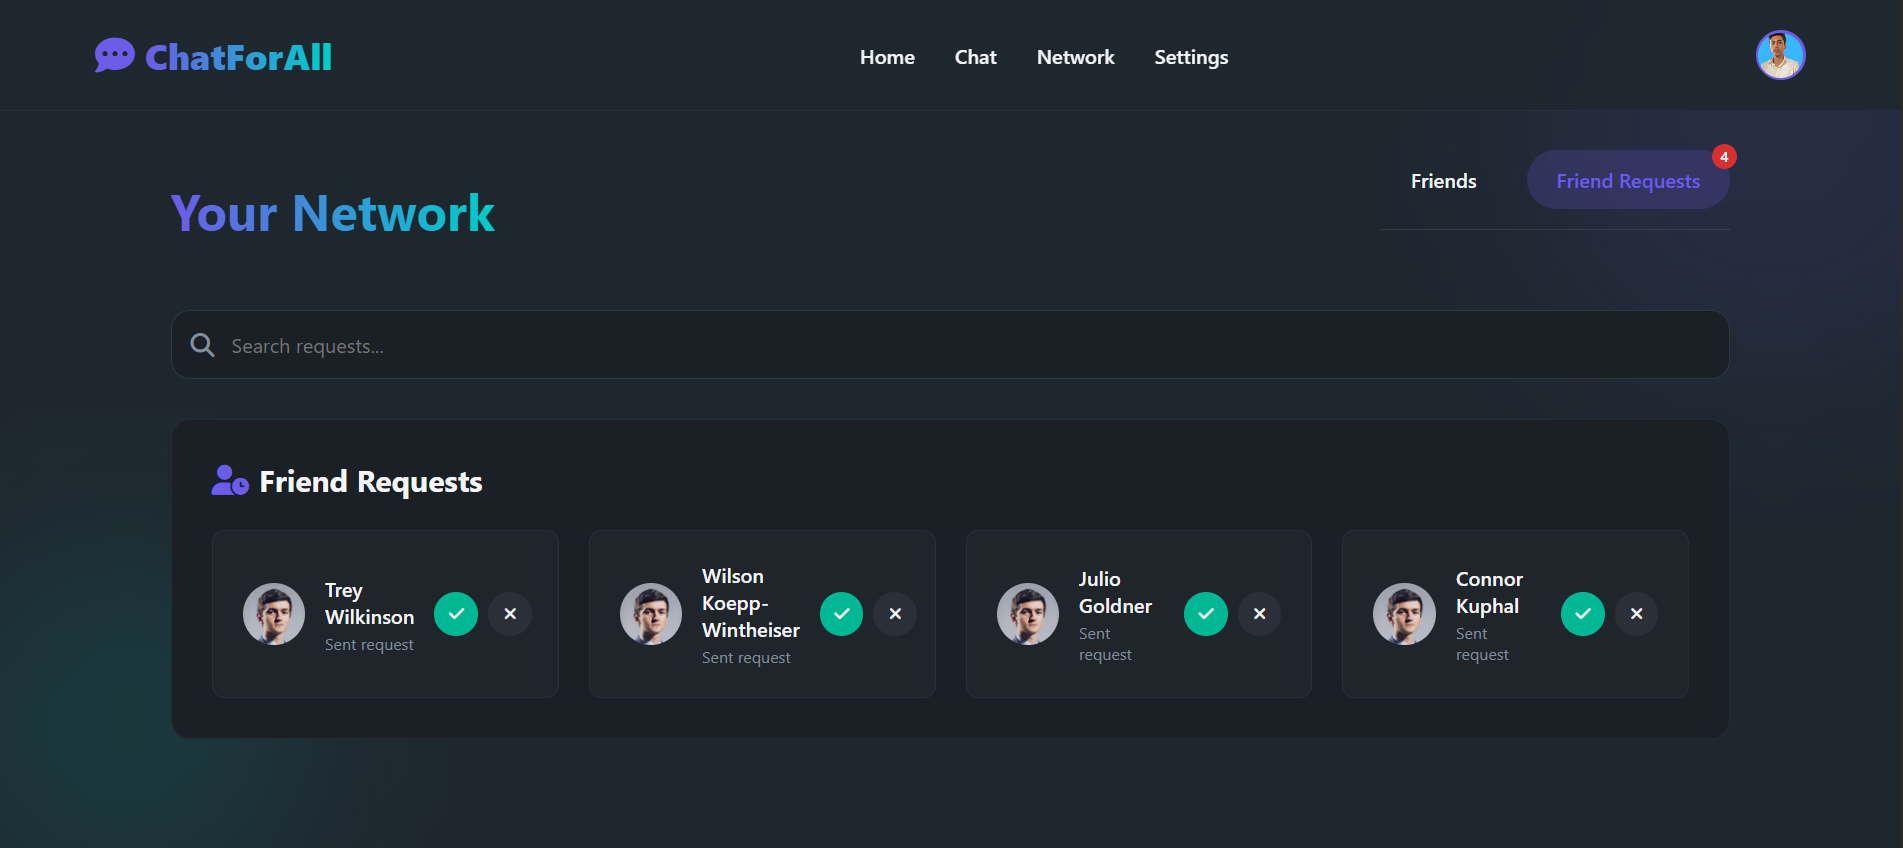 ChatForAll
Home
Chat
Network
Settings
Your Network
Friends
Friend Requests
4
Search requests...
Friend Requests
Trey
Wilkinson
Sent request
Wilson
Koepp-
Wintheiser
Sent request
Julio
Goldner
Sent
request
Connor
Kuphal
Sent
request